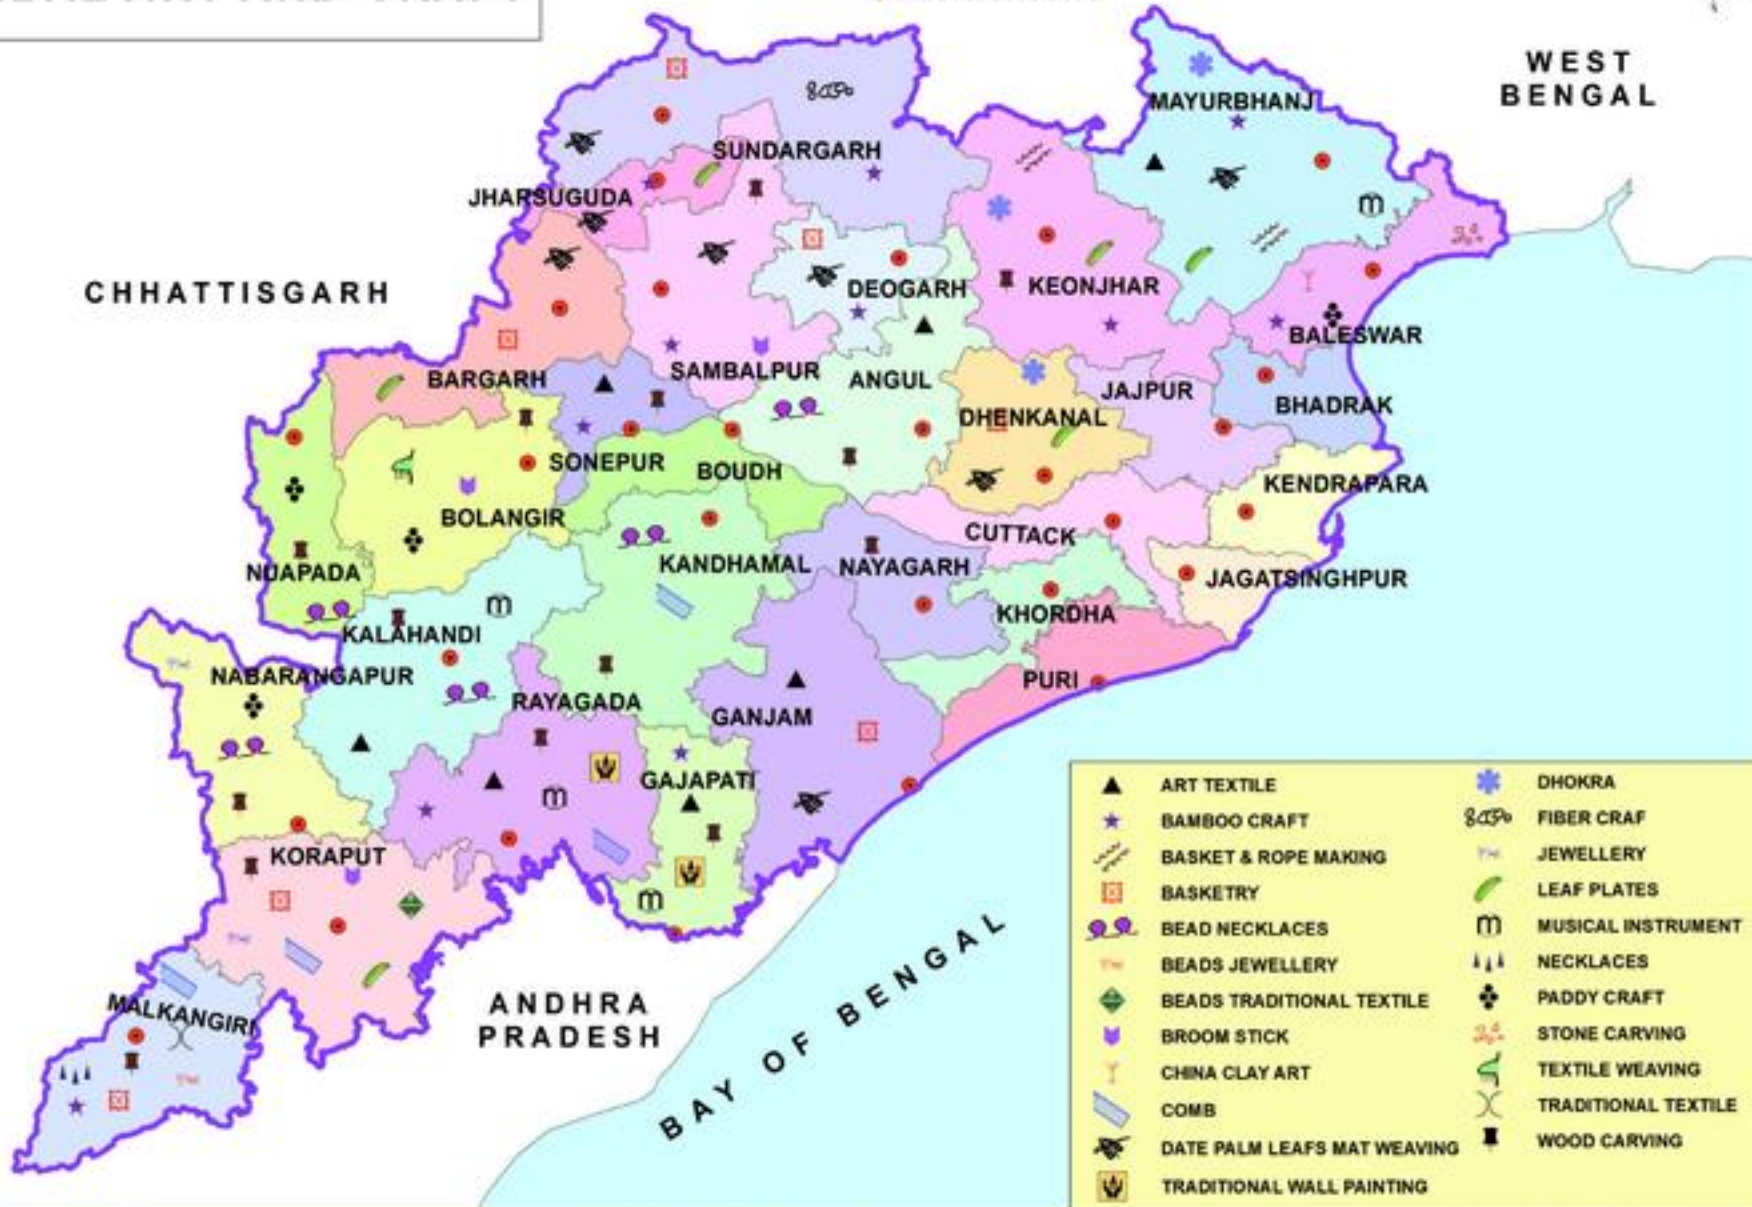 WEST
BENGAL
MAYURBHANJ
SUNDARGARH
JHARSUGUDA
CHHATTISGARH
DEOGARH
KEONJHAR
BALESWAR
BARGARH
SAMBALPUR
ANGUL
JAJPUR
BHADRAK
DHENKANAL
SONEPUR
BOUDH
KENDRAPARA
BOLANGIR
CUTTACK
NUAPADA
KANDHAMAL
NAYAGARH
JAGATSINGHPUR
KHORDHA
KALAHANDI
NABARANGAPUR
RAYAGADA
PURI
GANJAM
GAJAPATI
KORAPUT
MALKANGIRI
ANDHRA
PRADESH
BAY OF BENGAL
ART TEXTILE
BAMBOO CRAFT
BASKET & ROPE MAKING
BASKETRY
BEAD NECKLACES
BEADS JEWELLERY
BEADS TRADITIONAL TEXTILE
BROOM STICK
CHINA CLAY ART
COMB
DATE PALM LEAFS MAT WEAVING
TRADITIONAL WALL PAINTING
DHOKRA
FIBER CRAF
JEWELLERY
LEAF PLATES
MUSICAL INSTRUMENT
NECKLACES
PADDY CRAFT
STONE CARVING
TEXTILE WEAVING
TRADITIONAL TEXTILE
WOOD CARVING